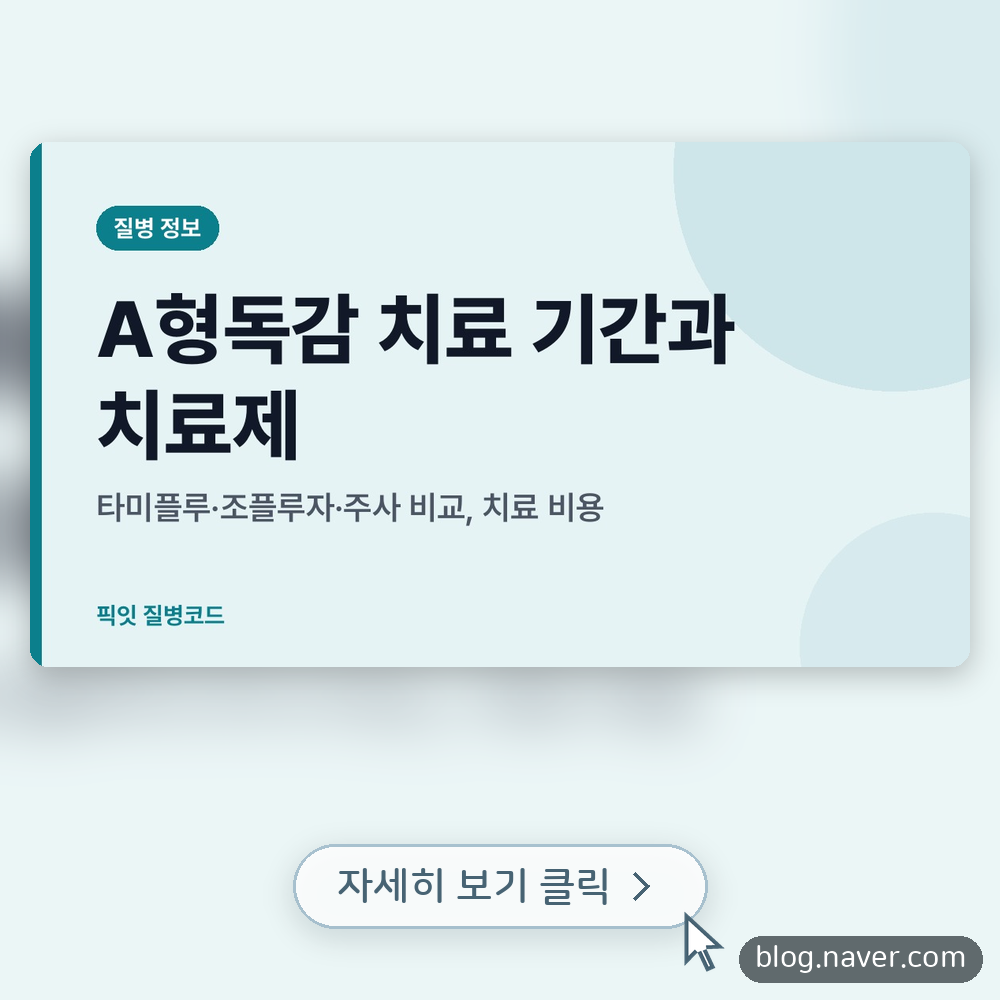 질병 정보
A형독감 치료 기간과
치료제
타미플루·조플루자·주사 비교, 치료 비용
픽잇 질병코드
자세히 보기 클릭
blog.naver.com